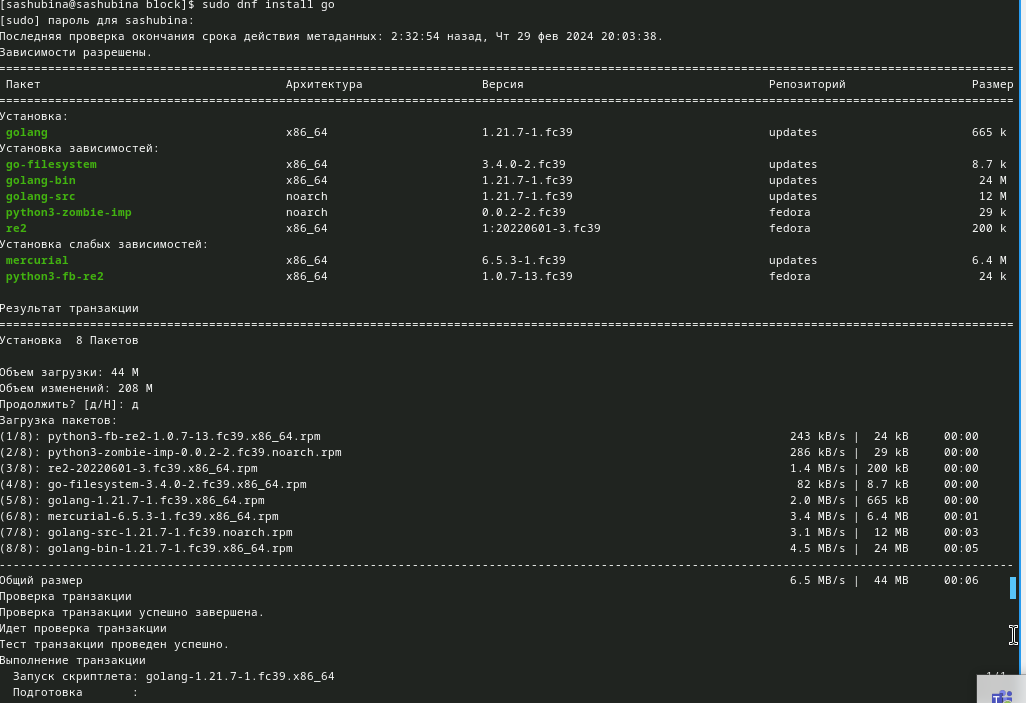 [sashubina@sashubina block]$ sudo dnf install go
[sudo] пароль для sashubina:
Последняя проверка окончания срока действия метаданных: 2:32:54 назад, Чт 29 фев 2024 20:03:38.
Зависимости разрешены.
================================================================================
Пакет Архитектура Версия Репозиторий Размер
================================================================================
Установка:
golang x86_64 1.21.7-1.fc39 updates 665 k
Установка зависимостей:
go-filesystem x86_64 3.4.0-2.fc39 updates 8.7 k
golang-bin x86_64 1.21.7-1.fc39 updates 24 M
golang-src noarch 1.21.7-1.fc39 updates 12 M
python3-zombie-imp noarch 0.0.2-2.fc39 fedora 29 k
re2 x86_64 1:20220601-3.fc39 fedora 200 k
Установка слабых зависимостей:
mercurial x86_64 6.5.3-1.fc39 updates 6.4 M
python3-fb-re2 x86_64 1.0.7-13.fc39 fedora 24 k
Результат транзакции
================================================================================
Установка 8 Пакетов
Объем загрузки: 44 M
Объем изменений: 208 M
Продолжить? [д/Н]: д
Загрузка пакетов:
(1/8): python3-fb-re2-1.0.7-13.fc39.x86_64.rpm 243 kB/s | 24 kB 00:00
(2/8): python3-zombie-imp-0.0.2-2.fc39.noarch.rpm 286 kB/s | 29 kB 00:00
(3/8): re2-20220601-3.fc39.x86_64.rpm 1.4 MB/s | 200 kB 00:00
(4/8): go-filesystem-3.4.0-2.fc39.x86_64.rpm 82 kB/s | 8.7 kB 00:00
(5/8): golang-1.21.7-1.fc39.x86_64.rpm 2.0 MB/s | 665 kB 00:00
(6/8): mercurial-6.5.3-1.fc39.x86_64.rpm 3.4 MB/s | 6.4 MB 00:01
(7/8): golang-src-1.21.7-1.fc39.noarch.rpm 3.1 MB/s | 12 MB 00:03
(8/8): golang-bin-1.21.7-1.fc39.x86_64.rpm 4.5 MB/s | 24 MB 00:05
--------------------------------------------------------------------------------
Общий размер 6.5 MB/s | 44 MB 00:06
Проверка транзакции
Проверка транзакции успешно завершена.
Идет проверка транзакции
Тест транзакции проведен успешно.
Выполнение транзакции
Запуск скриптлета: golang-1.21.7-1.fc39.x86_64
Подготовка :